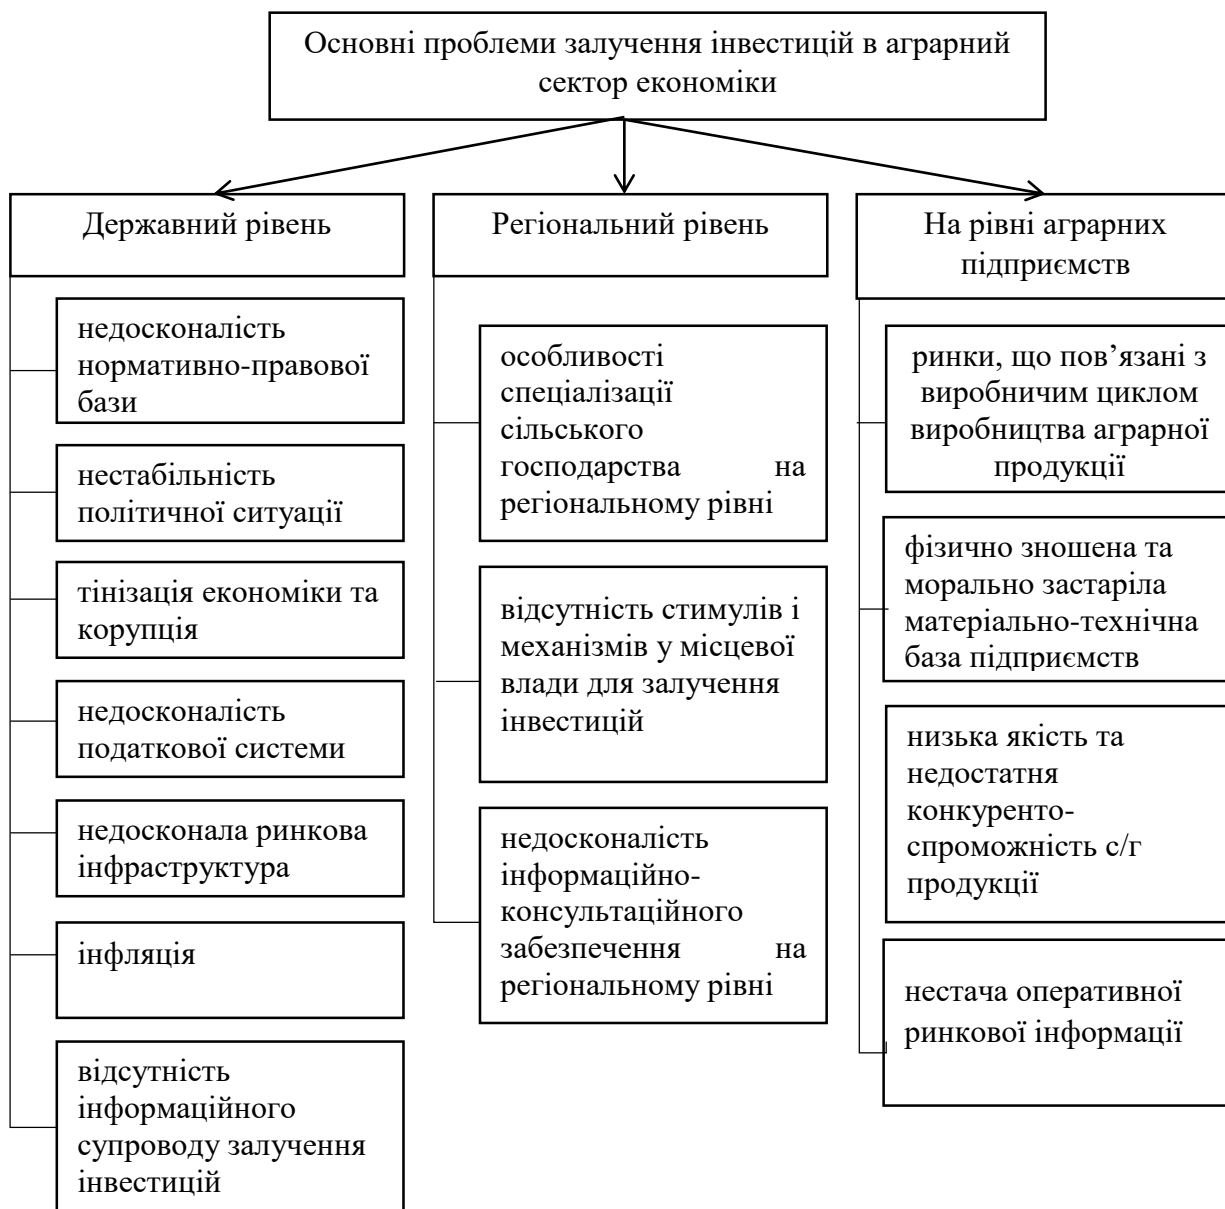 Основні проблеми залучення інвестицій в аграрний
сектор економіки
Державний рівень
недосконалість
нормативно-правової
бази
нестабільність
політичної ситуації
тінізація економіки та
корупція
недосконалість
податкової системи
недосконала ринкова
інфраструктура
інфляція
відсутність
інформаційного
супроводу залучення
інвестицій
Регіональний рівень
особливості
спеціалізації
сільського
господарства на
регіональному рівні
відсутність стимулів і
механізмів у місцевої
влади для залучення
інвестицій
недосконалість
інформаційно-
консультаційного
забезпечення на
регіональному рівні
На рівні аграрних
підприємств
ринки, що пов’язані з
виробничим циклом
виробництва аграрної
продукції
фізично зношена та
морально застаріла
матеріально-технічна
база підприємств
низька якість та
недостатня
конкуренто-
спроможність с/г
продукції
нестача оперативної
ринкової інформації